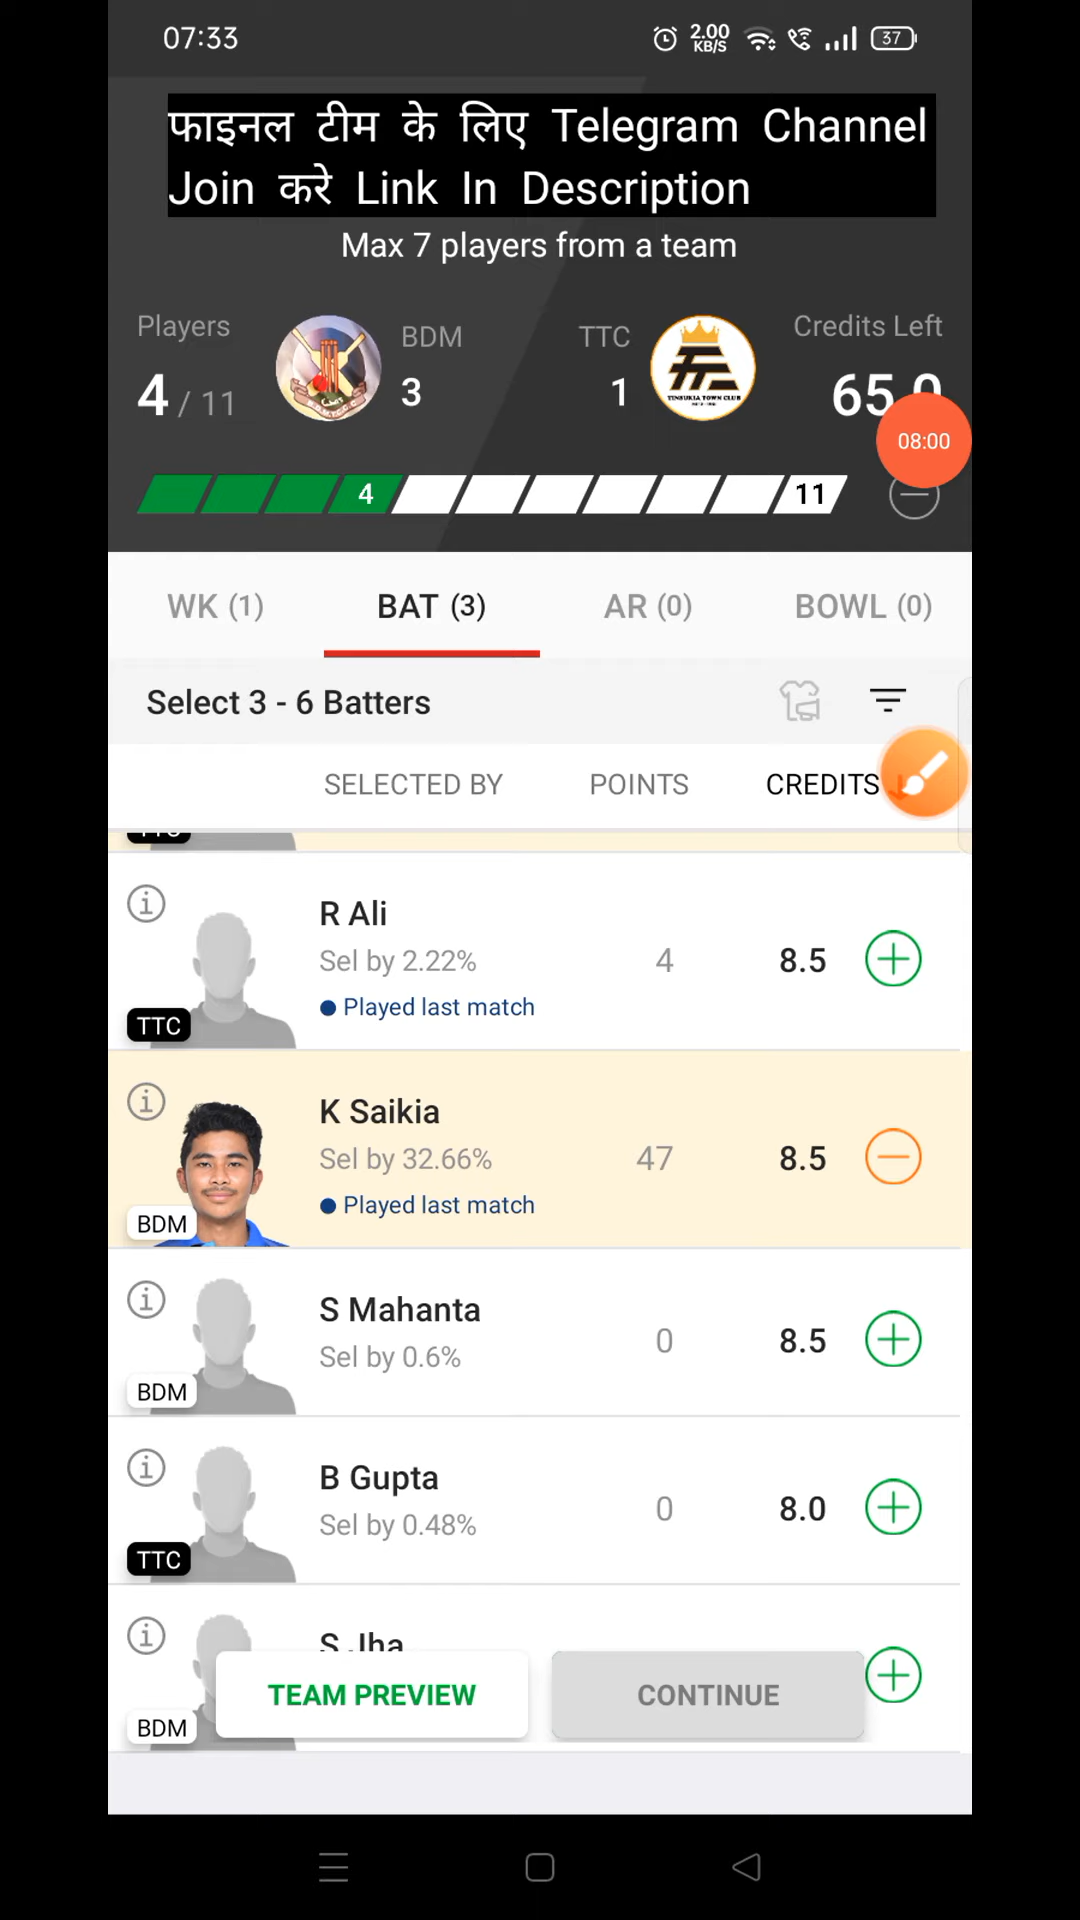 07:33
2.00
KB/S
37
फाइनल टीम के लिए Telegram Channel
Join करे Link In Description
Max 7 players from a team
Players
BDM
TTC
Credits Left
4 / 11
3
1
08:00
4
11
WK (1)
BAT (3)
AR (0)
BOWL (0)
Select 3 - 6 Batters
SELECTED BY
POINTS
CREDITS
R Ali
Sel by 2.22%
4
8.5
Played last match
TTC
K Saikia
Sel by 32.66%
47
8.5
Played last match
BDM
S Mahanta
Sel by 0.6%
0
8.5
BDM
B Gupta
Sel by 0.48%
0
8.0
TTC
S Jha
TEAM PREVIEW
CONTINUE
BDM